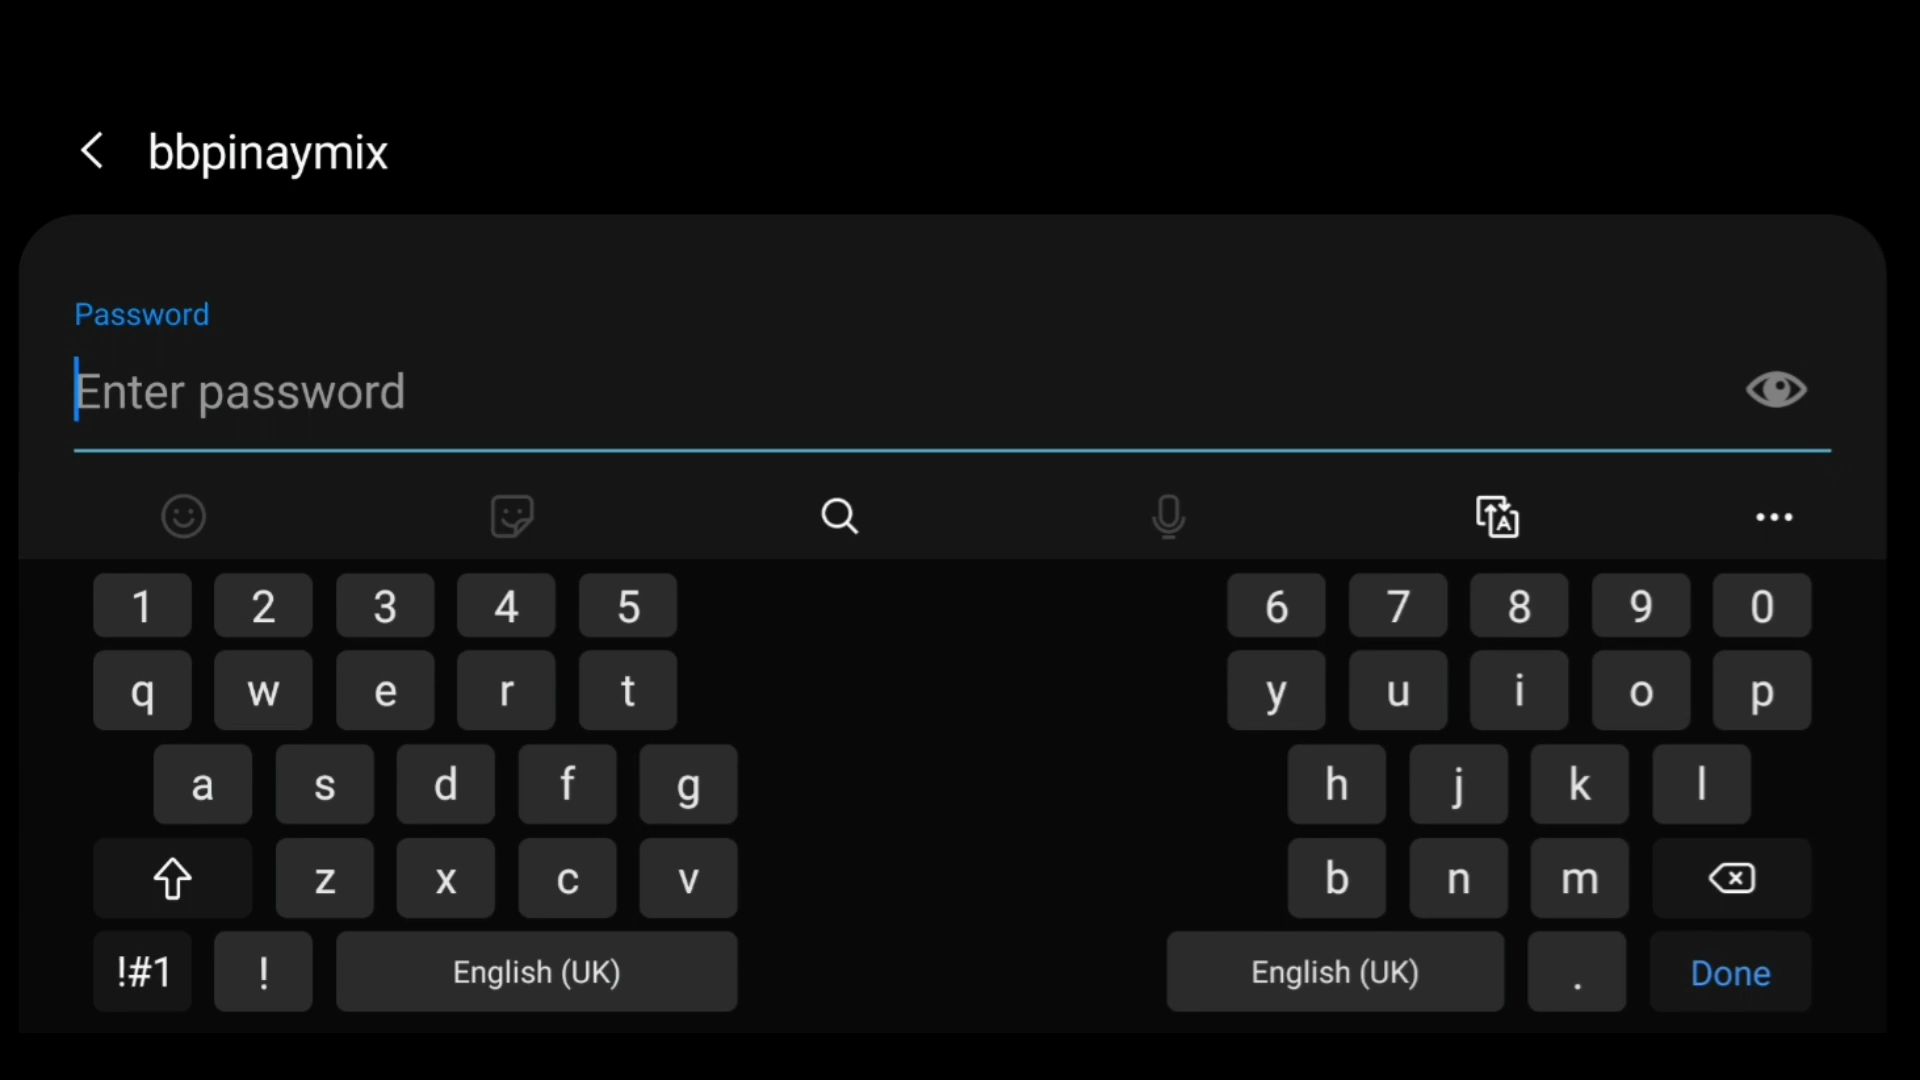 bbpinaymix
Password
Enter password
1 2 3 4 5 6 7 8 9 0
q w e r t y u i o p
a s d f g h j k l
z x c v b n m
!#1 ! English (UK) English (UK) . Done